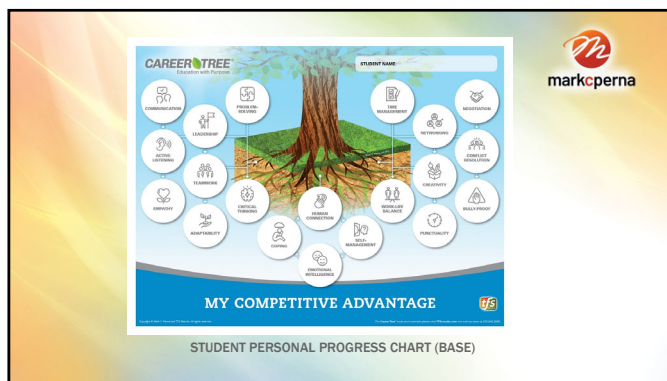 CAREER TREE®
Education with Purpose
STUDENT NAME:
markcperna
COMMUNICATION
PROBLEM-
SOLVING
TIME
MANAGEMENT
NEGOTIATION
LEADERSHIP
NETWORKING
ACTIVE
LISTENING
CONFLICT
RESOLUTION
TEAMWORK
CREATIVITY
EMPATHY
CRITICAL
THINKING
HUMAN
CONNECTION
WORK/LIFE
BALANCE
BULLY-PROOF
ADAPTABILITY
COPING
SELF-
MANAGEMENT
PUNCTUALITY
EMOTIONAL
INTELLIGENCE
MY COMPETITIVE ADVANTAGE
tfs
STUDENT PERSONAL PROGRESS CHART (BASE)